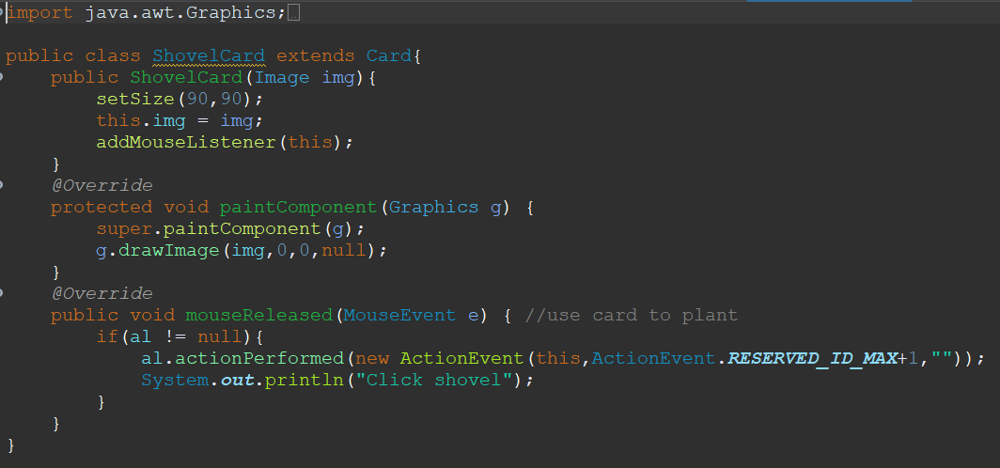 import java.awt.Graphics;
public class ShovelCard extends Card{
public ShovelCard(Image img){
setSize(90,90);
this.img = img;
addMouseListener(this);
}
@Override
protected void paintComponent(Graphics g) {
super.paintComponent(g);
g.drawImage(img,0,0,null);
}
@Override
public void mouseReleased(MouseEvent e) { //use card to plant
if(al != null){
al.actionPerformed(new ActionEvent(this,ActionEvent.RESERVED_ID_MAX+1,""));
System.out.println("Click shovel");
}
}
}